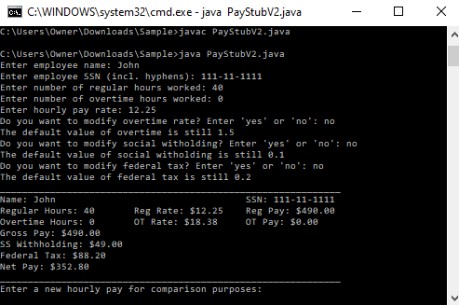 C:\WINDOWS\system32\cmd.exe - java PayStubV2.java
C:\Users\Owner\Downloads\Sample>javac PayStubV2.java
C:\Users\Owner\Downloads\Sample>java PayStubV2.java
Enter employee name: John
Enter employee SSN (incl. hyphens): 111-11-1111
Enter number of regular hours worked: 40
Enter number of overtime hours worked: 0
Enter hourly pay rate: 12.25
Do you want to modify overtime rate? Enter 'yes' or 'no': no
The default value of overtime is still 1.5
Do you want to modify social witholding? Enter 'yes' or 'no': no
The default value of social witholding is still 0.1
Do you want to modify federal tax? Enter 'yes' or 'no': no
The default value of federal tax is still 0.2
Name: John SSN: 111-11-1111
Regular Hours: 40 Reg Rate: $12.25 Reg Pay: $490.00
Overtime Hours: 0 OT Rate: $18.38 OT Pay: $0.00
Gross Pay: $490.00
SS Withholding: $49.00
Federal Tax: $88.20
Net Pay: $352.80
Enter a new hourly pay for comparison purposes: